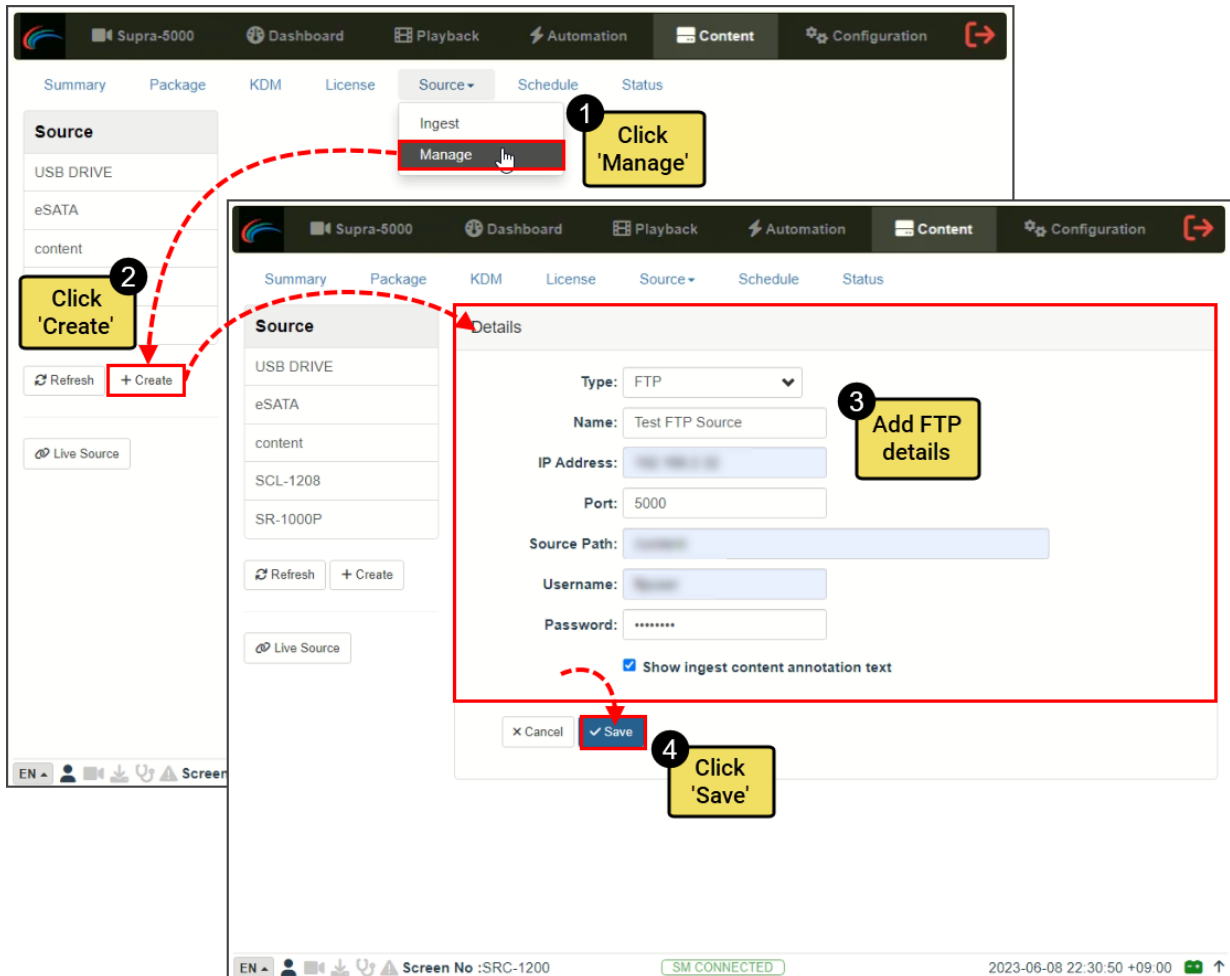 Supra-5000 Dashboard Playback Automation Content Configuration
Summary Package KDM License Source Schedule Status
Source
USB DRIVE
eSATA
content
Refresh + Create
Live Source
EN Screen
Ingest
Manage
1
Click
'Manage'
2
Click
'Create'
Supra-5000 Dashboard Playback Automation Content Configuration
Summary Package KDM License Source Schedule Status
Source
USB DRIVE
eSATA
content
SCL-1208
SR-1000P
Refresh + Create
Live Source
Details
Type: FTP
Name: Test FTP Source
IP Address:
Port: 5000
Source Path:
Username:
Password: ••••••••
Show ingest content annotation text
3
Add FTP
details
× Cancel ✓ Save
4
Click
'Save'
EN Screen No :SRC-1200 SM CONNECTED 2023-06-08 22:30:50 +09:00